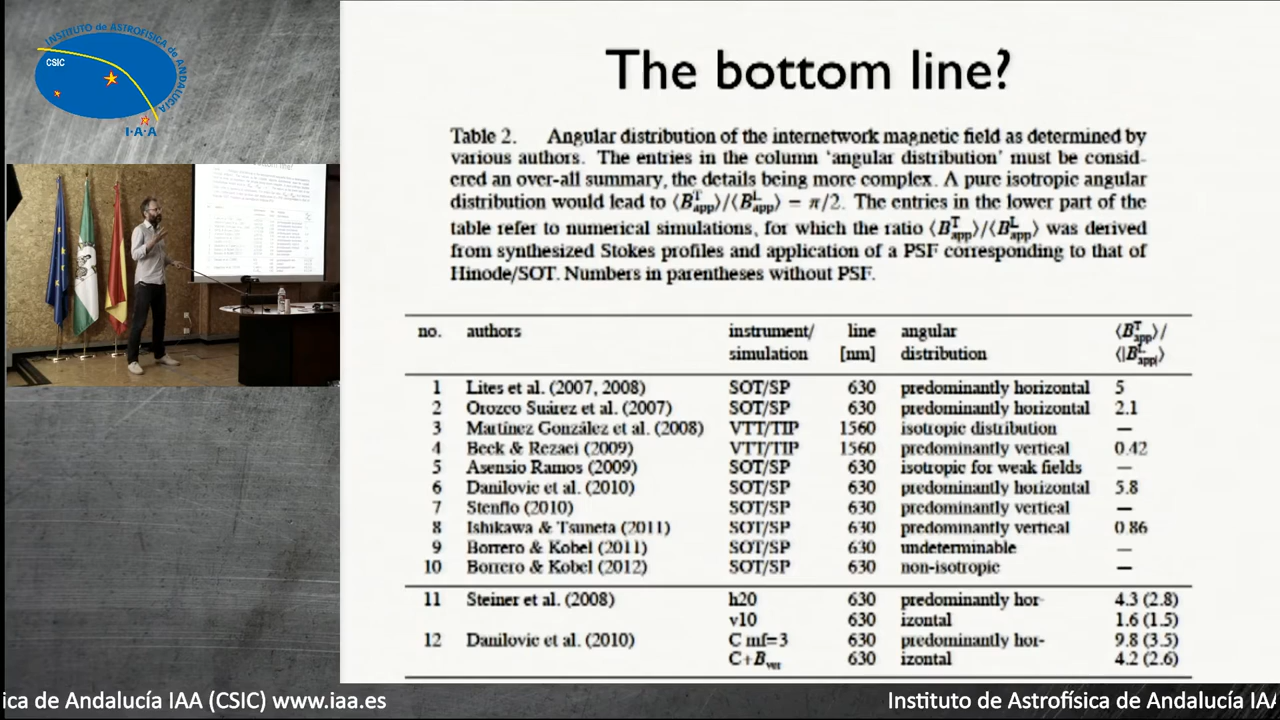 INSTITUTO de ASTROFÍSICA de ANDALUCÍA
CSIC
I·A·A
The bottom line?
Table 2. Angular distribution of the internetwork magnetic field as determined by
various authors. The entries in the column 'angular distribution' must be consid-
ered an over-all summary, the details being more complex. A true isotropic angular
distribution would lead to ⟨B^T_app⟩/⟨B^L_app⟩ = π/2. The entries in the lower part of the
table refer to numerical simulations, for which the ratio ⟨B^T_app⟩/⟨B^L_app⟩ was derived
from synthesized Stokes profiles and application of a PSF corresponding to that of
Hinode/SOT. Numbers in parentheses without PSF.
no. authors instrument/ line angular ⟨B^T_app⟩/
simulation [nm] distribution ⟨|B^L_app|⟩
1 Lites et al. (2007, 2008) SOT/SP 630 predominantly horizontal 5
2 Orozco Suárez et al. (2007) SOT/SP 630 predominantly horizontal 2.1
3 Martínez González et al. (2008) VTT/TIP 1560 isotropic distribution —
4 Beck & Rezaei (2009) VTT/TIP 1560 predominantly vertical 0.42
5 Asensio Ramos (2009) SOT/SP 630 isotropic for weak fields —
6 Danilovic et al. (2010) SOT/SP 630 predominantly horizontal 5.8
7 Stenflo (2010) SOT/SP 630 predominantly vertical —
8 Ishikawa & Tsuneta (2011) SOT/SP 630 predominantly vertical 0.86
9 Borrero & Kobel (2011) SOT/SP 630 undeterminable —
10 Borrero & Kobel (2012) SOT/SP 630 non-isotropic —
11 Steiner et al. (2008) h20 630 predominantly hor- 4.3 (2.8)
v10 630 izontal 1.6 (1.5)
12 Danilovic et al. (2010) C mf=3 630 predominantly hor- 9.8 (3.5)
C+B_ver 630 izontal 4.2 (2.6)
ica de Andalucía IAA (CSIC) www.iaa.es Instituto de Astrofísica de Andalucía IAA